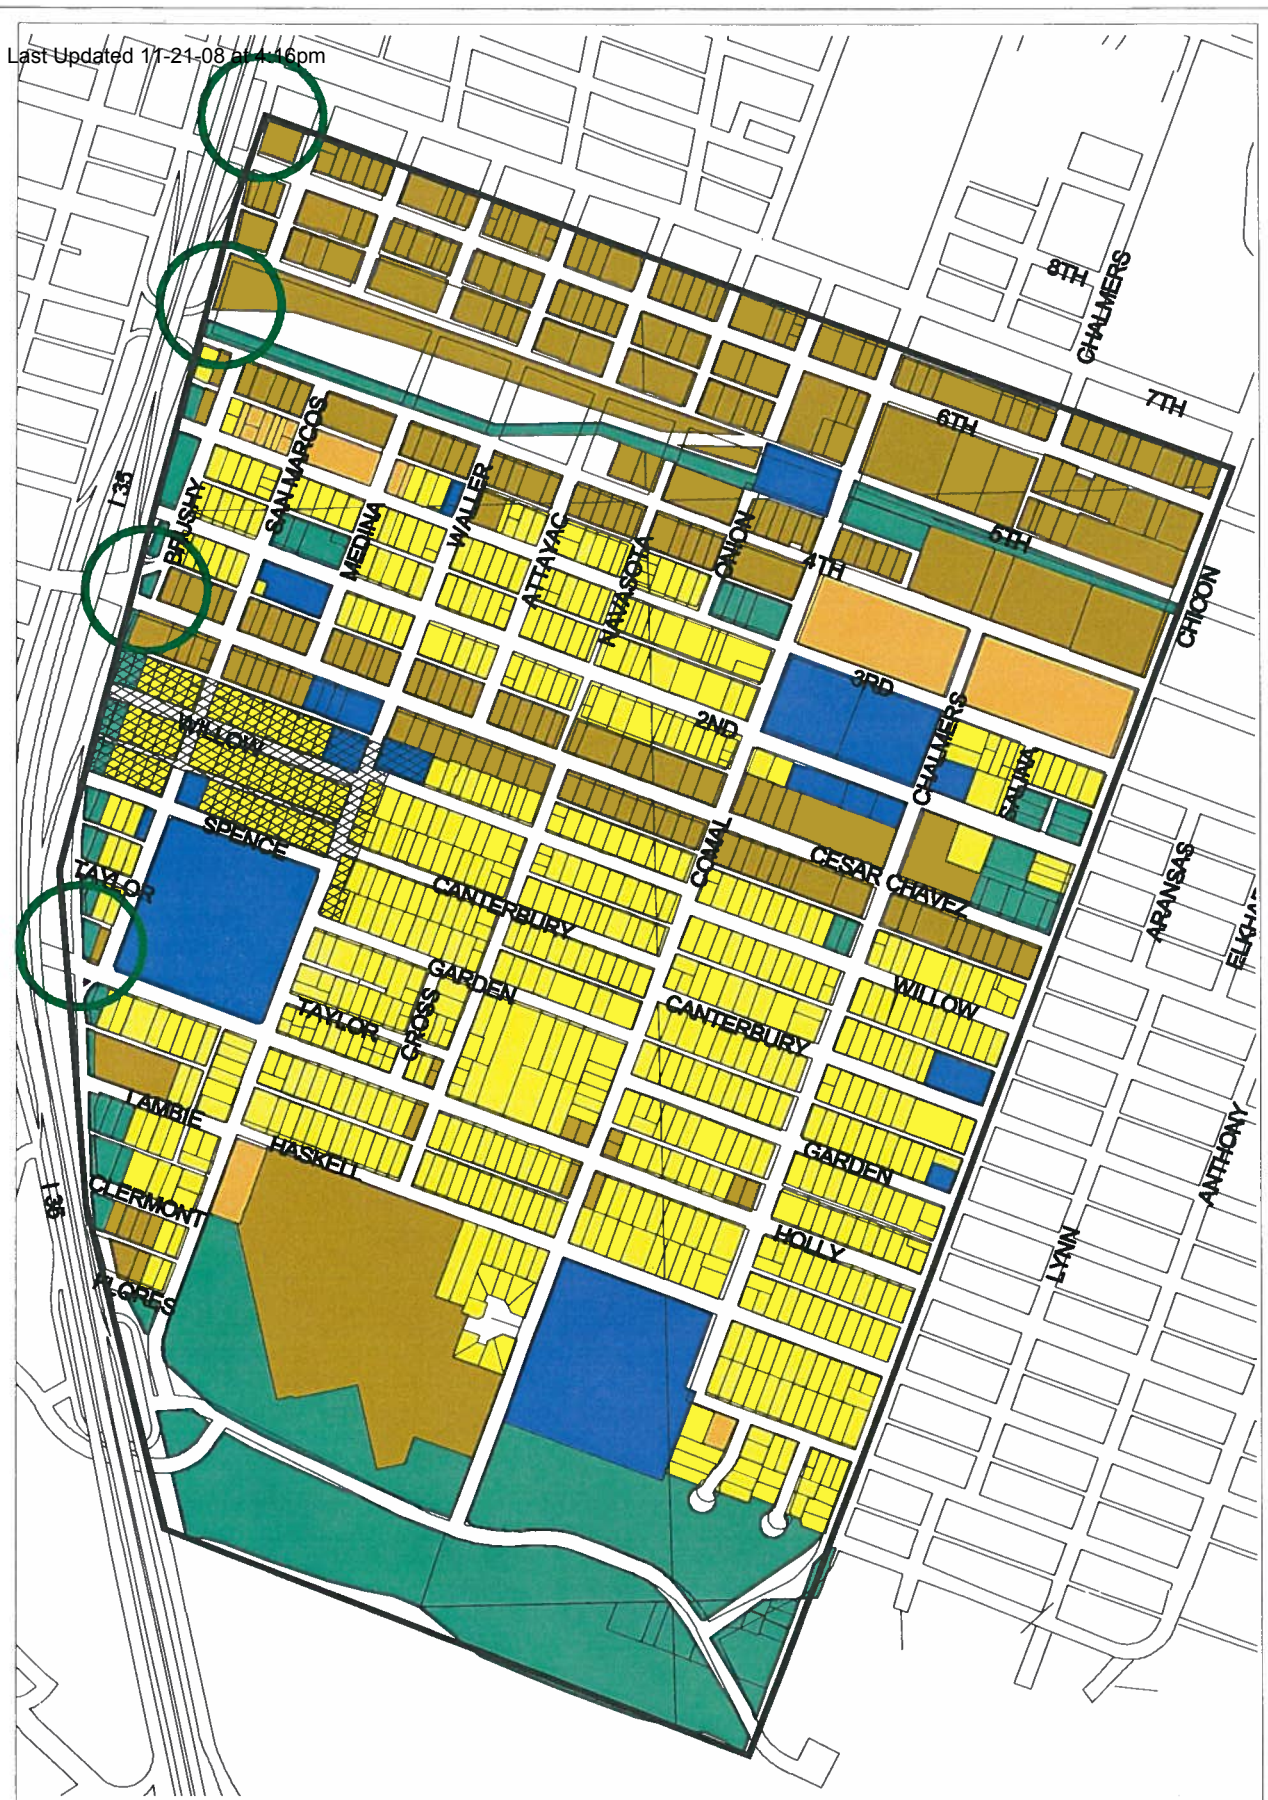 Last Updated 11-21-08 at 4:16pm
8TH
CHALMERS
7TH
6TH
I 35
SAN MARCOS
BRUSHY
MEDINA
WALLER
ATTAYAC
NAVASOTA
ONION
4TH
5TH
CHICON
3RD
2ND
CHALMERS
SALINA
WILLOW
SPENCE
TAYLOR
COMAL
CESAR CHAVEZ
ARANSAS
CANTERBURY
GARDEN
TAYLOR
CROSS
CANTERBURY
WILLOW
LAMBIE
HASKELL
GARDEN
ANTHONY
CLERMONT
I 35
HOLLY
LYNN
FLORES